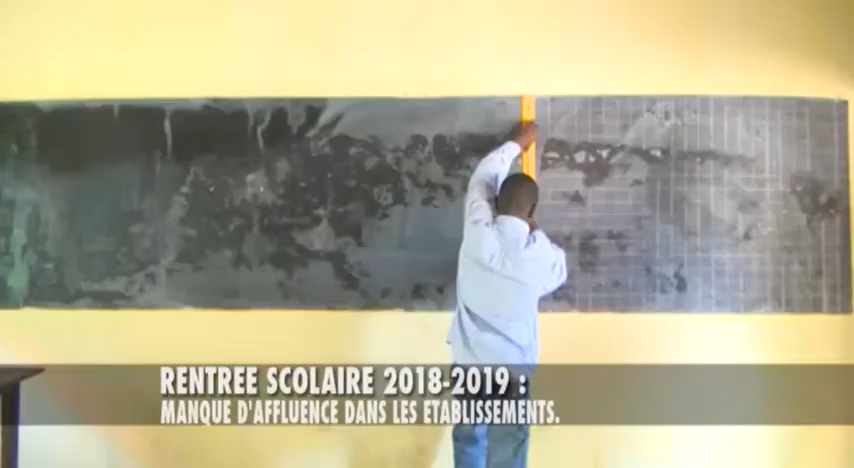 RENTREE SCOLAIRE 2018-2019 :
MANQUE D'AFFLUENCE DANS LES ETABLISSEMENTS.